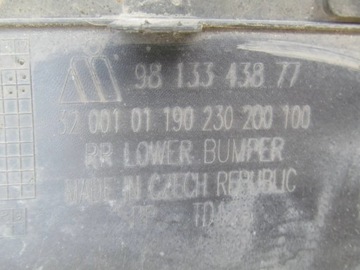 98 133 438 77
32 001 01 190 230 200 100
RR LOWER BUMPER
MADE IN CZECH REPUBLIC